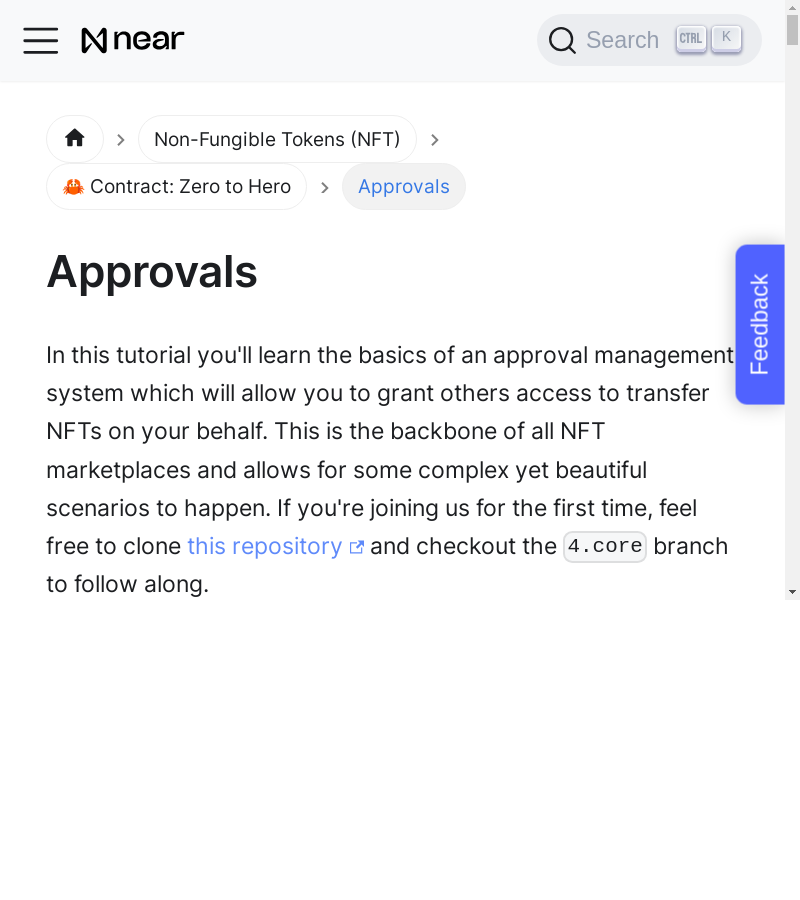 near
Search CTRL K
Non-Fungible Tokens (NFT)
🦀 Contract: Zero to Hero
Approvals
Approvals
Feedback
In this tutorial you'll learn the basics of an approval management
system which will allow you to grant others access to transfer
NFTs on your behalf. This is the backbone of all NFT
marketplaces and allows for some complex yet beautiful
scenarios to happen. If you're joining us for the first time, feel
free to clone this repository and checkout the 4.core branch
to follow along.